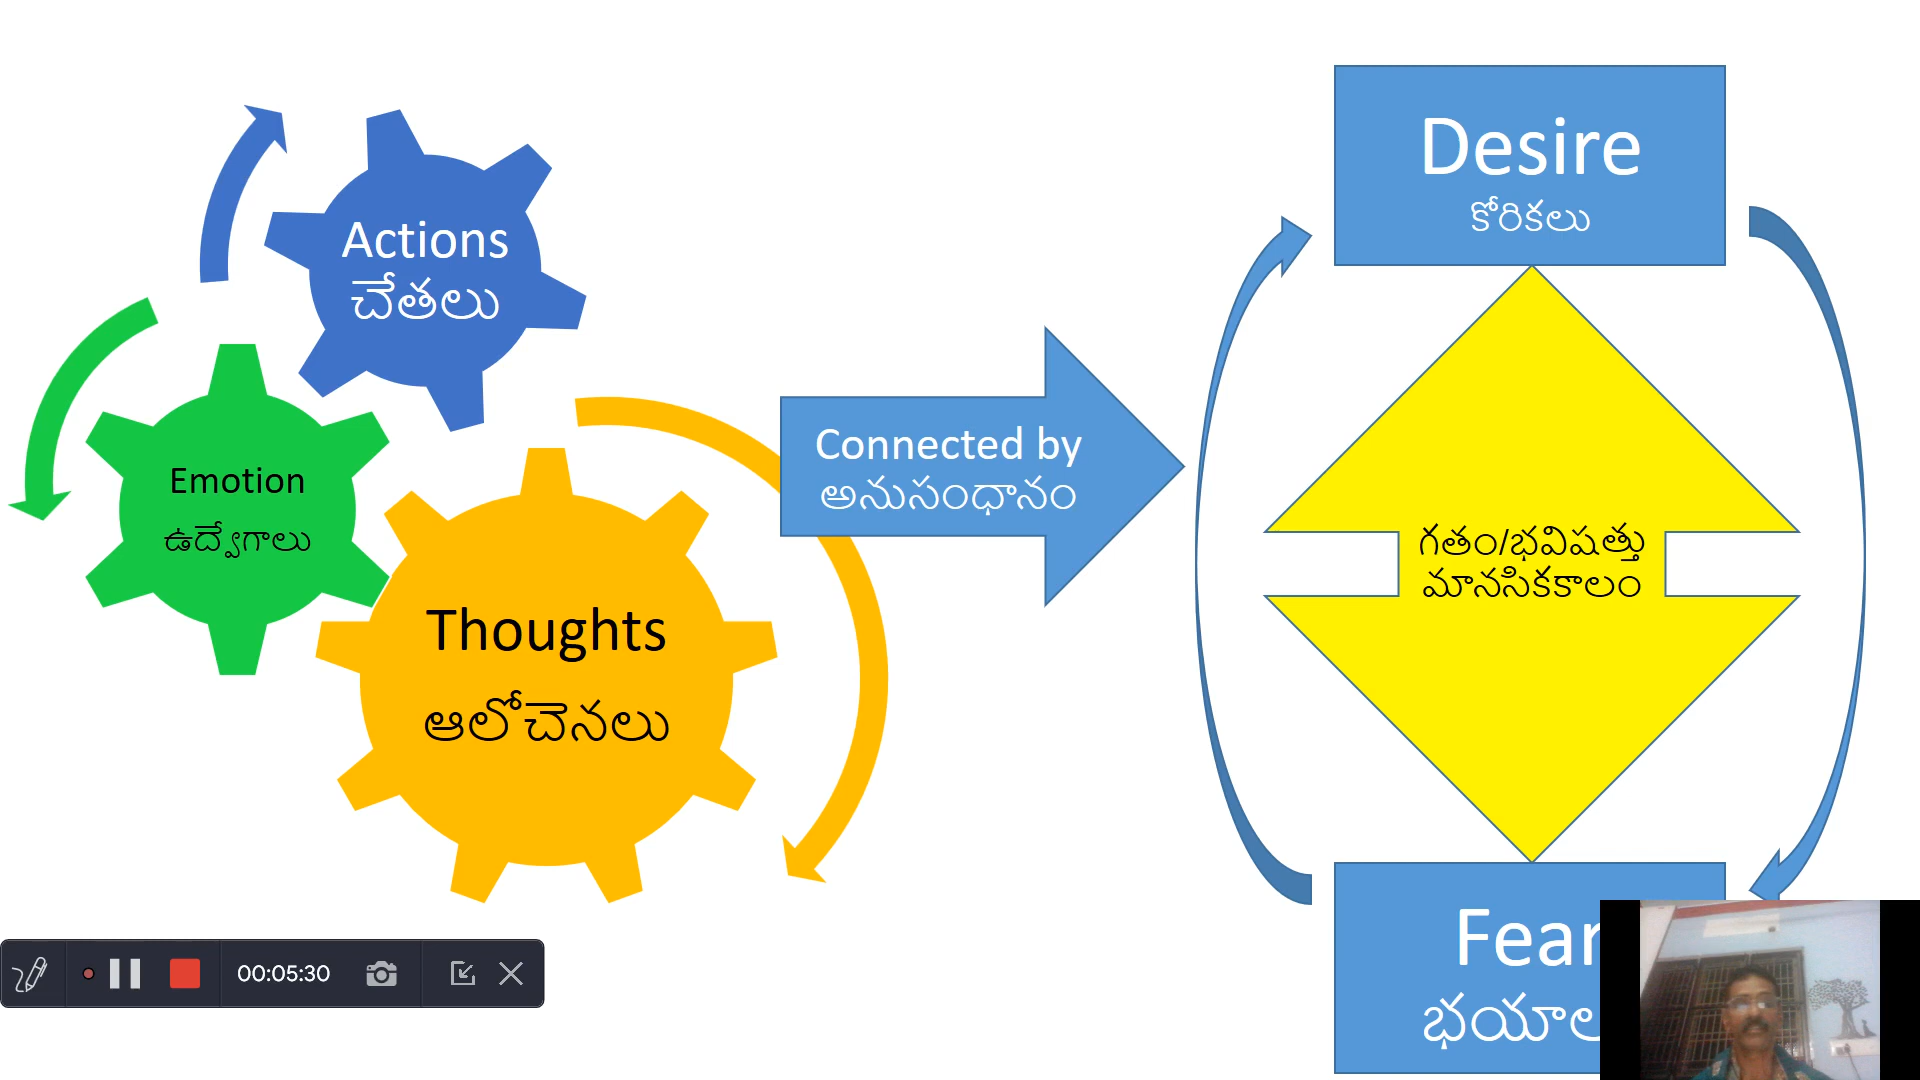 Actions
చేతలు
Emotion
ఉద్వేగాలు
Thoughts
ఆలోచెనలు
Connected by
అనుసంధానం
Desire
కోరికలు
గతం/భవిషత్తు
మానసికకాలం
Fear
00:05:30